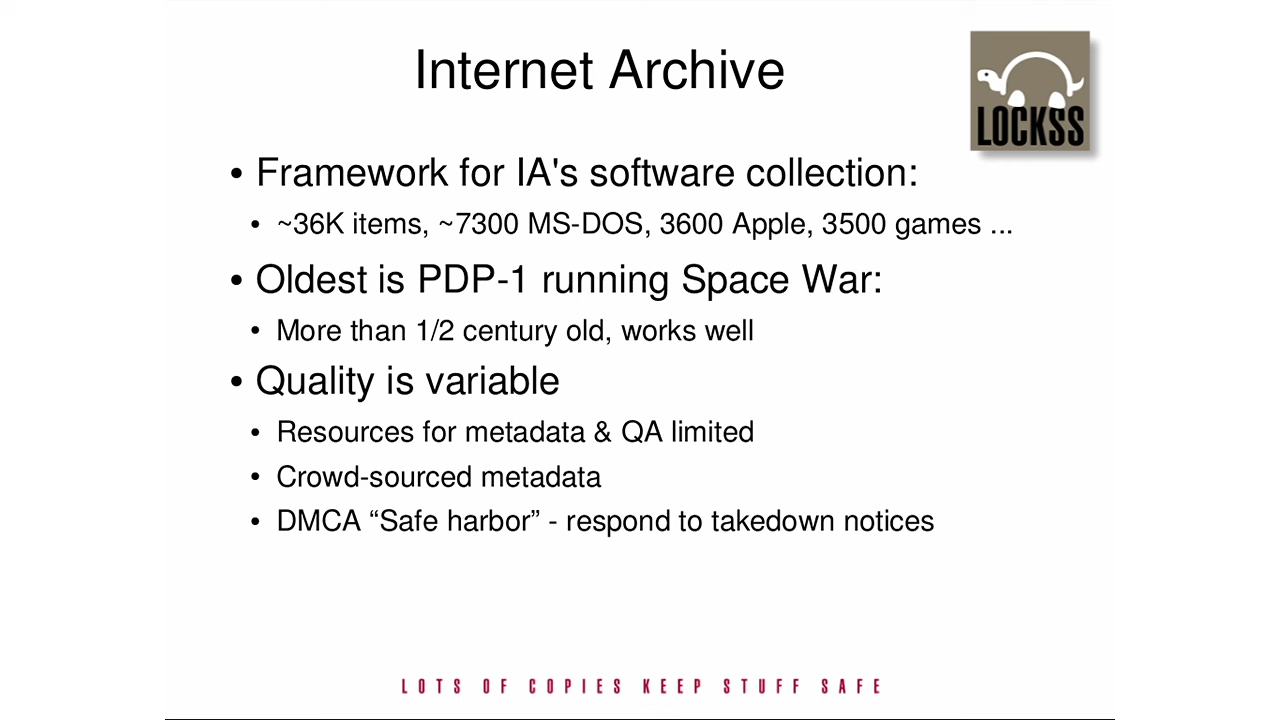 Internet Archive
LOCKSS
• Framework for IA's software collection:
• ~36K items, ~7300 MS-DOS, 3600 Apple, 3500 games ...
• Oldest is PDP-1 running Space War:
• More than 1/2 century old, works well
• Quality is variable
• Resources for metadata & QA limited
• Crowd-sourced metadata
• DMCA “Safe harbor” - respond to takedown notices
LOTS OF COPIES KEEP STUFF SAFE